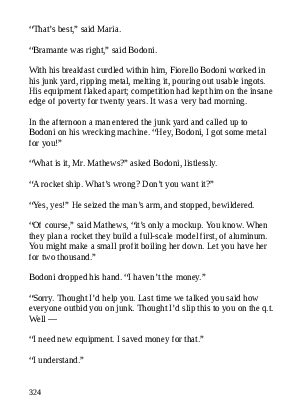 “That’s best,” said Maria.
“Bramante was right,” said Bodoni.
With his breakfast curdled within him, Fiorello Bodoni worked in
his junk yard, ripping metal, melting it, pouring out usable ingots.
His equipment flaked apart; competition had kept him on the insane
edge of poverty for twenty years. It was a very bad morning.
In the afternoon a man entered the junk yard and called up to
Bodoni on his wrecking machine. “Hey, Bodoni, I got some metal
for you!”
“What is it, Mr. Mathews?” asked Bodoni, listlessly.
“A rocket ship. What’s wrong? Don’t you want it?”
“Yes, yes!” He seized the man’s arm, and stopped, bewildered.
“Of course,” said Mathews, “it’s only a mockup. You know. When
they plan a rocket they build a full-scale model first, of aluminum.
You might make a small profit boiling her down. Let you have her
for two thousand.”
Bodoni dropped his hand. “I haven’t the money.”
“Sorry. Thought I’d help you. Last time we talked you said how
everyone outbid you on junk. Thought I’d slip this to you on the q.t.
Well —
“I need new equipment. I saved money for that.”
“I understand.”
324